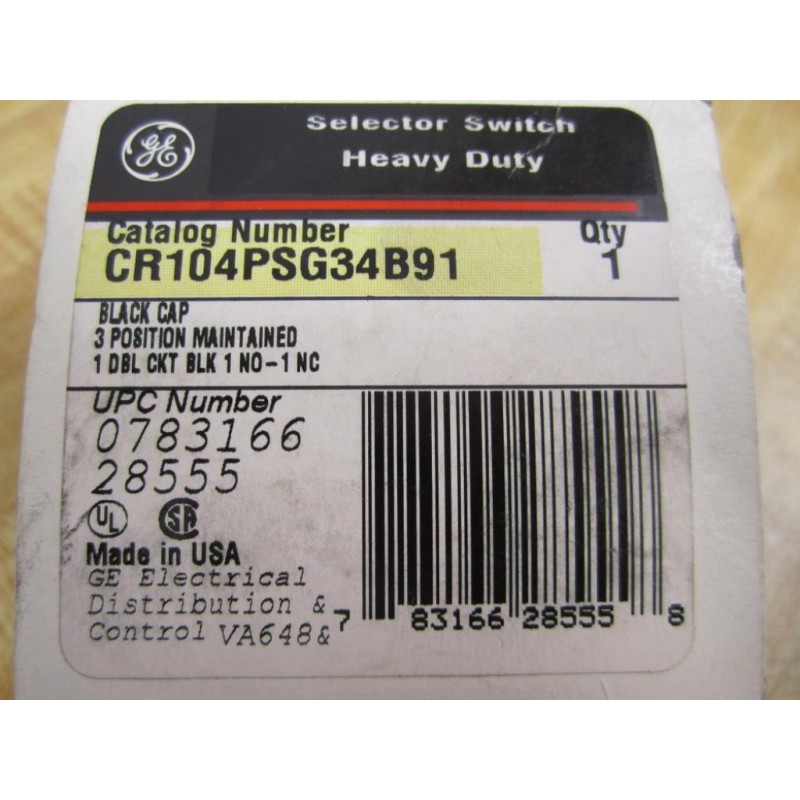 GE
Selector Switch
Heavy Duty
Catalog Number Qty
CR104PSG34B91 1
BLACK CAP
3 POSITION MAINTAINED
1 DBL CKT BLK 1 NO-1 NC
UPC Number
0783166
28555
UL SA
Made in USA
GE Electrical
Distribution &
Control VA648&
7 83166 28555 8